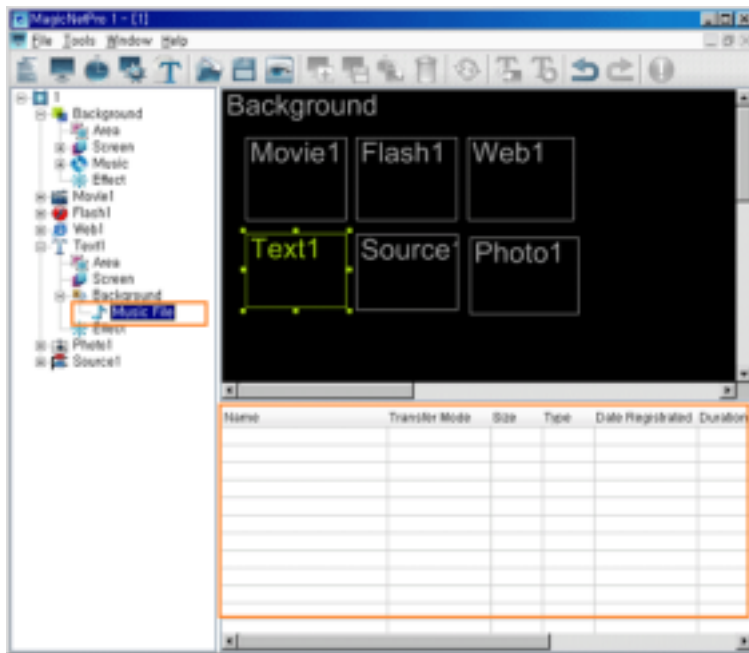 MagicNetPro 1 - [1]
File Tools Window Help
1
Background
Area
Screen
Music
Effect
Movie1
Flash1
Web1
Text1
Area
Screen
Background
Music File
Effect
Photo1
Source1
Background
Movie1 Flash1 Web1
Text1 Source Photo1
Name Transfer Mode Size Type Date Registrated Duration